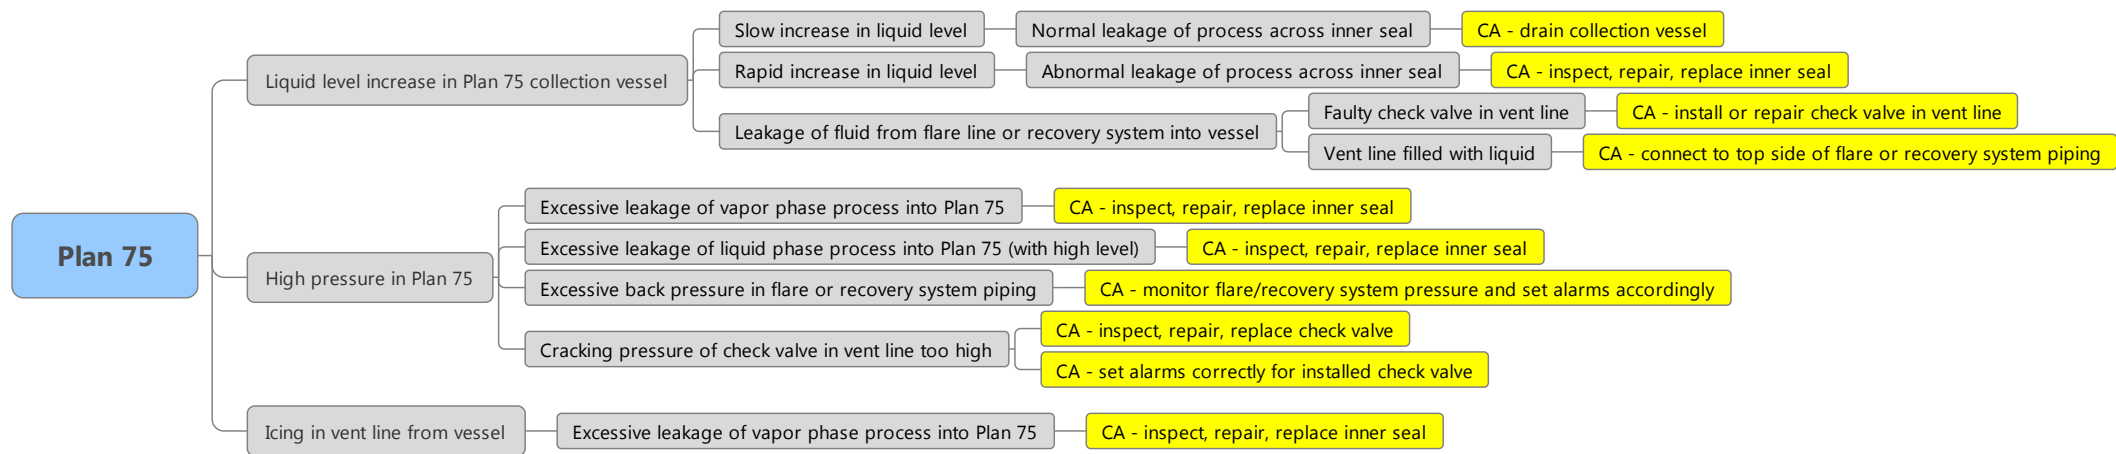 Plan 75
Liquid level increase in Plan 75 collection vessel
Slow increase in liquid level
Normal leakage of process across inner seal
CA - drain collection vessel
Rapid increase in liquid level
Abnormal leakage of process across inner seal
CA - inspect, repair, replace inner seal
Leakage of fluid from flare line or recovery system into vessel
Faulty check valve in vent line
CA - install or repair check valve in vent line
Vent line filled with liquid
CA - connect to top side of flare or recovery system piping
High pressure in Plan 75
Excessive leakage of vapor phase process into Plan 75
CA - inspect, repair, replace inner seal
Excessive leakage of liquid phase process into Plan 75 (with high level)
CA - inspect, repair, replace inner seal
Excessive back pressure in flare or recovery system piping
CA - monitor flare/recovery system pressure and set alarms accordingly
Cracking pressure of check valve in vent line too high
CA - inspect, repair, replace check valve
CA - set alarms correctly for installed check valve
Icing in vent line from vessel
Excessive leakage of vapor phase process into Plan 75
CA - inspect, repair, replace inner seal